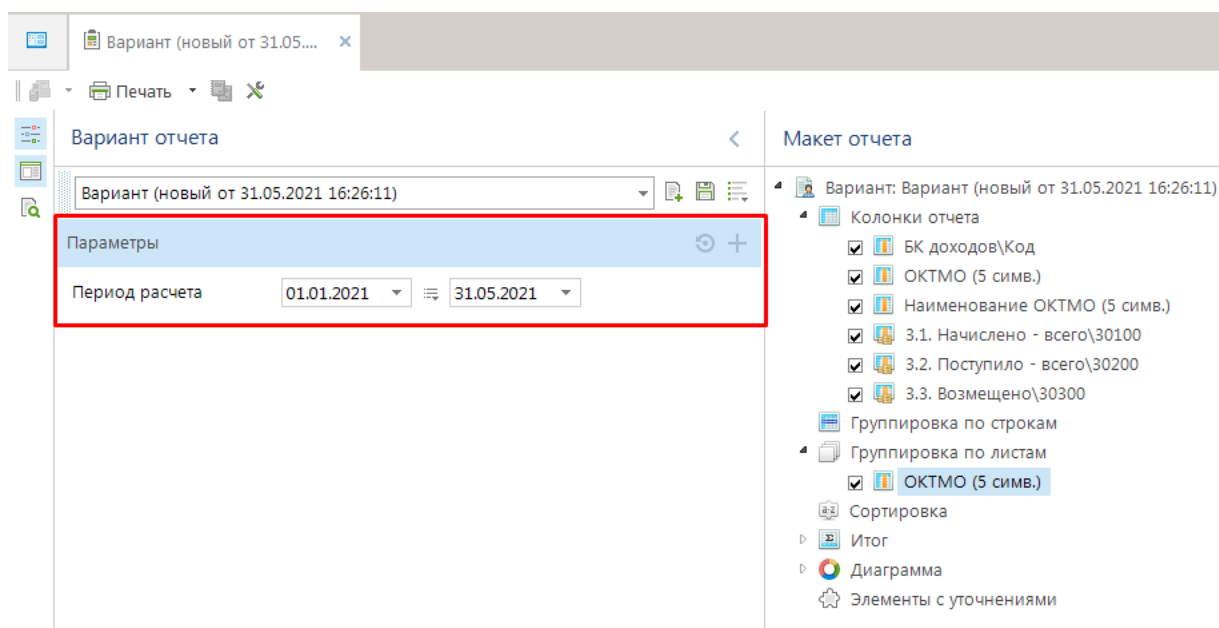 Вариант (новый от 31.05....
Печать
Вариант отчета
Вариант (новый от 31.05.2021 16:26:11)
Параметры
Период расчета 01.01.2021 31.05.2021
Макет отчета
Вариант: Вариант (новый от 31.05.2021 16:26:11)
Колонки отчета
БК доходов\Код
ОКТМО (5 симв.)
Наименование ОКТМО (5 симв.)
3.1. Начислено - всего\30100
3.2. Поступило - всего\30200
3.3. Возмещено\30300
Группировка по строкам
Группировка по листам
ОКТМО (5 симв.)
Сортировка
Итог
Диаграмма
Элементы с уточнениями